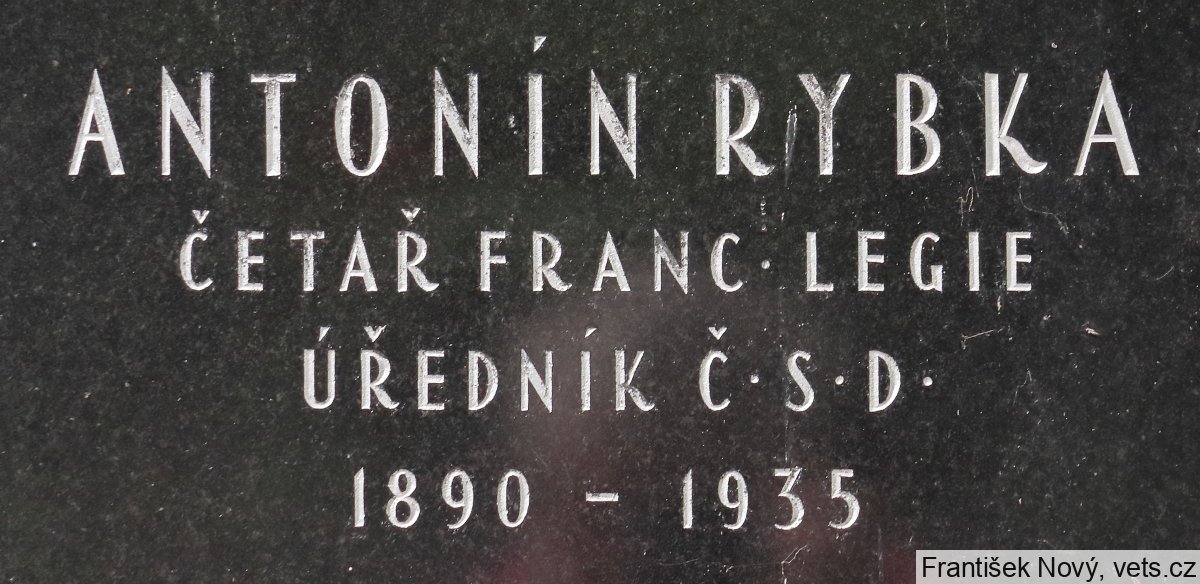 ANTONÍN RYBKA
ČETAŘ FRANC· LEGIE
ÚŘEDNÍK Č·S·D·
1890 – 1935
František Nový, vets.cz